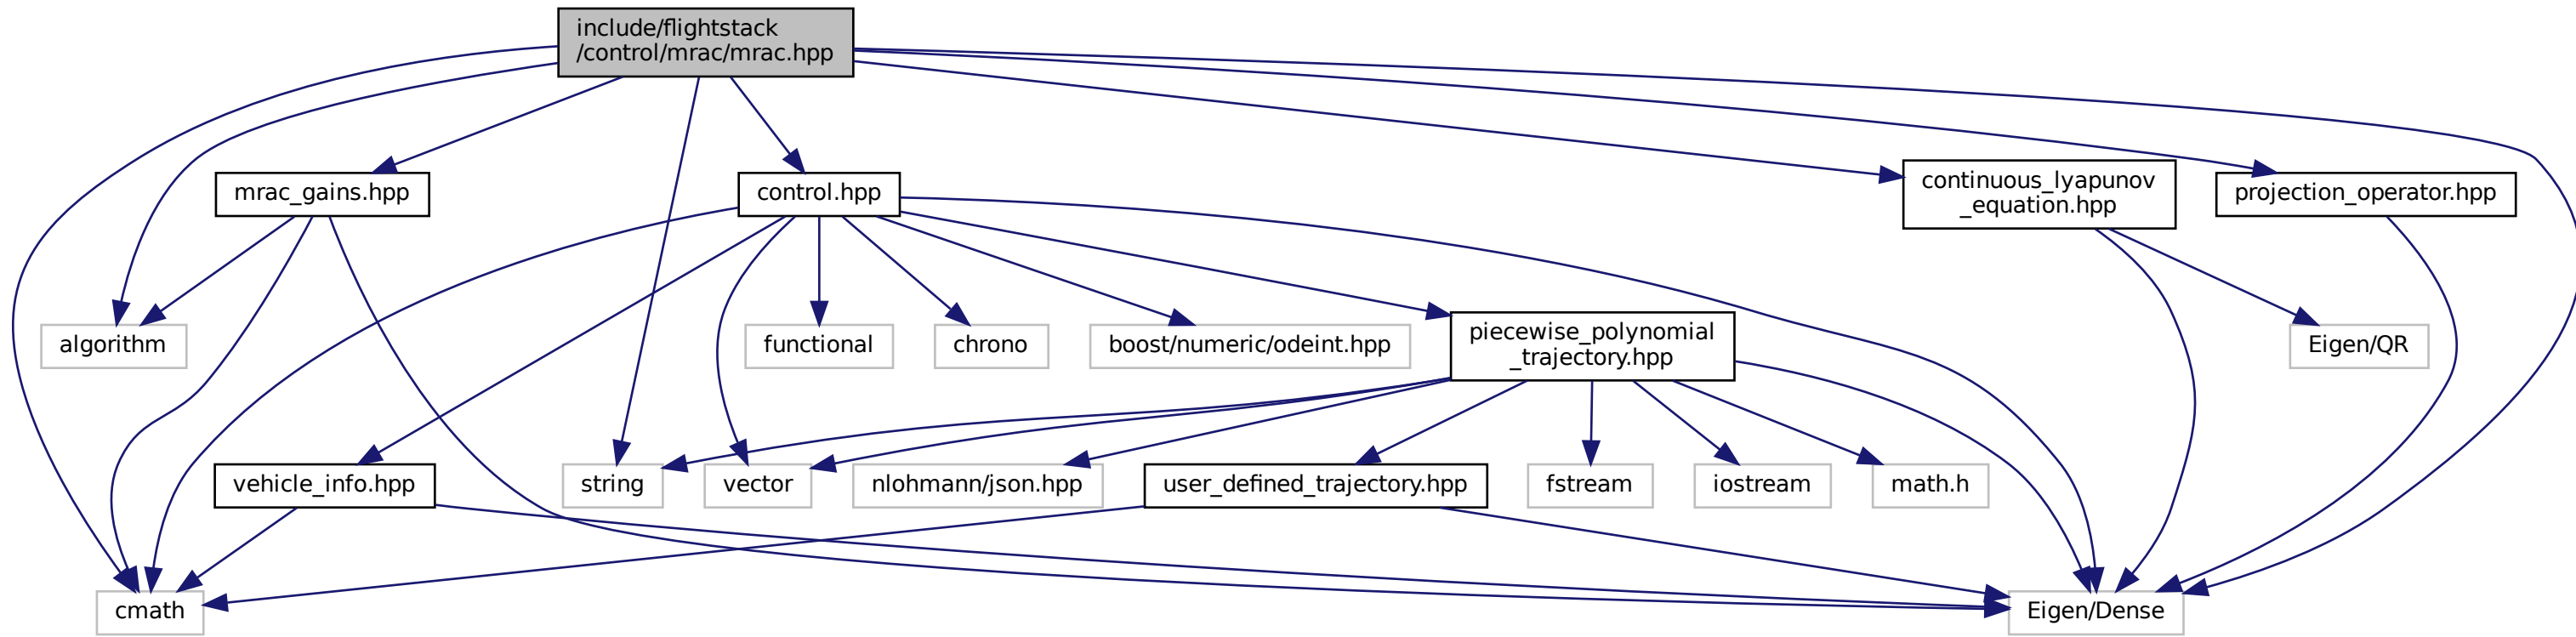 include/flightstack
/control/mrac/mrac.hpp
mrac_gains.hpp
control.hpp
continuous_lyapunov
_equation.hpp
projection_operator.hpp
algorithm
functional
chrono
boost/numeric/odeint.hpp
piecewise_polynomial
_trajectory.hpp
Eigen/QR
vehicle_info.hpp
string
vector
nlohmann/json.hpp
user_defined_trajectory.hpp
fstream
iostream
math.h
cmath
Eigen/Dense